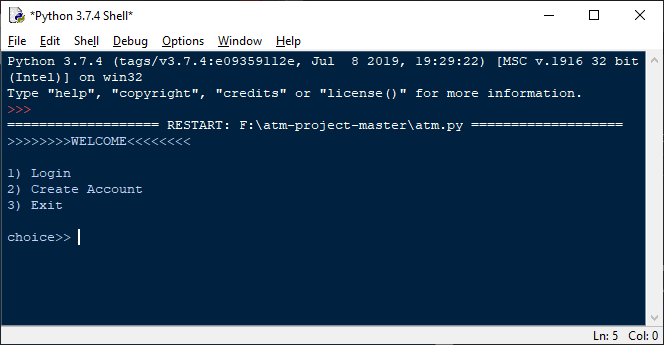 *Python 3.7.4 Shell*
File Edit Shell Debug Options Window Help
Python 3.7.4 (tags/v3.7.4:e09359112e, Jul  8 2019, 19:29:22) [MSC v.1916 32 bit
(Intel)] on win32
Type "help", "copyright", "credits" or "license()" for more information.
>>>
=================== RESTART: F:\atm-project-master\atm.py ===================
>>>>>>>>WELCOME<<<<<<<<
1) Login
2) Create Account
3) Exit
choice>>
Ln: 5 Col: 0